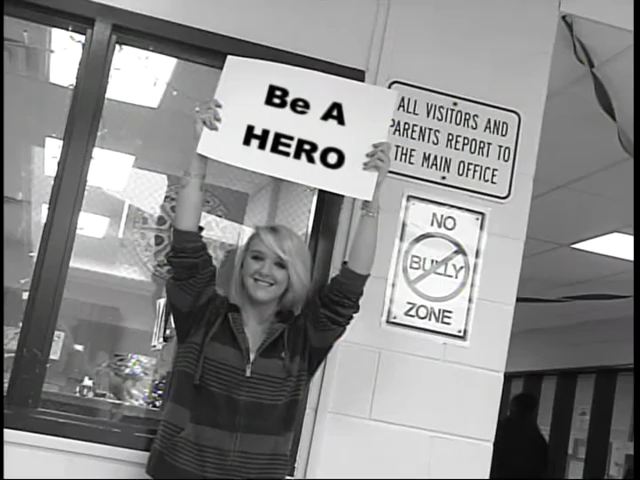 Be A
HERO
ALL VISITORS AND
PARENTS REPORT TO
THE MAIN OFFICE
NO
BULLY
ZONE